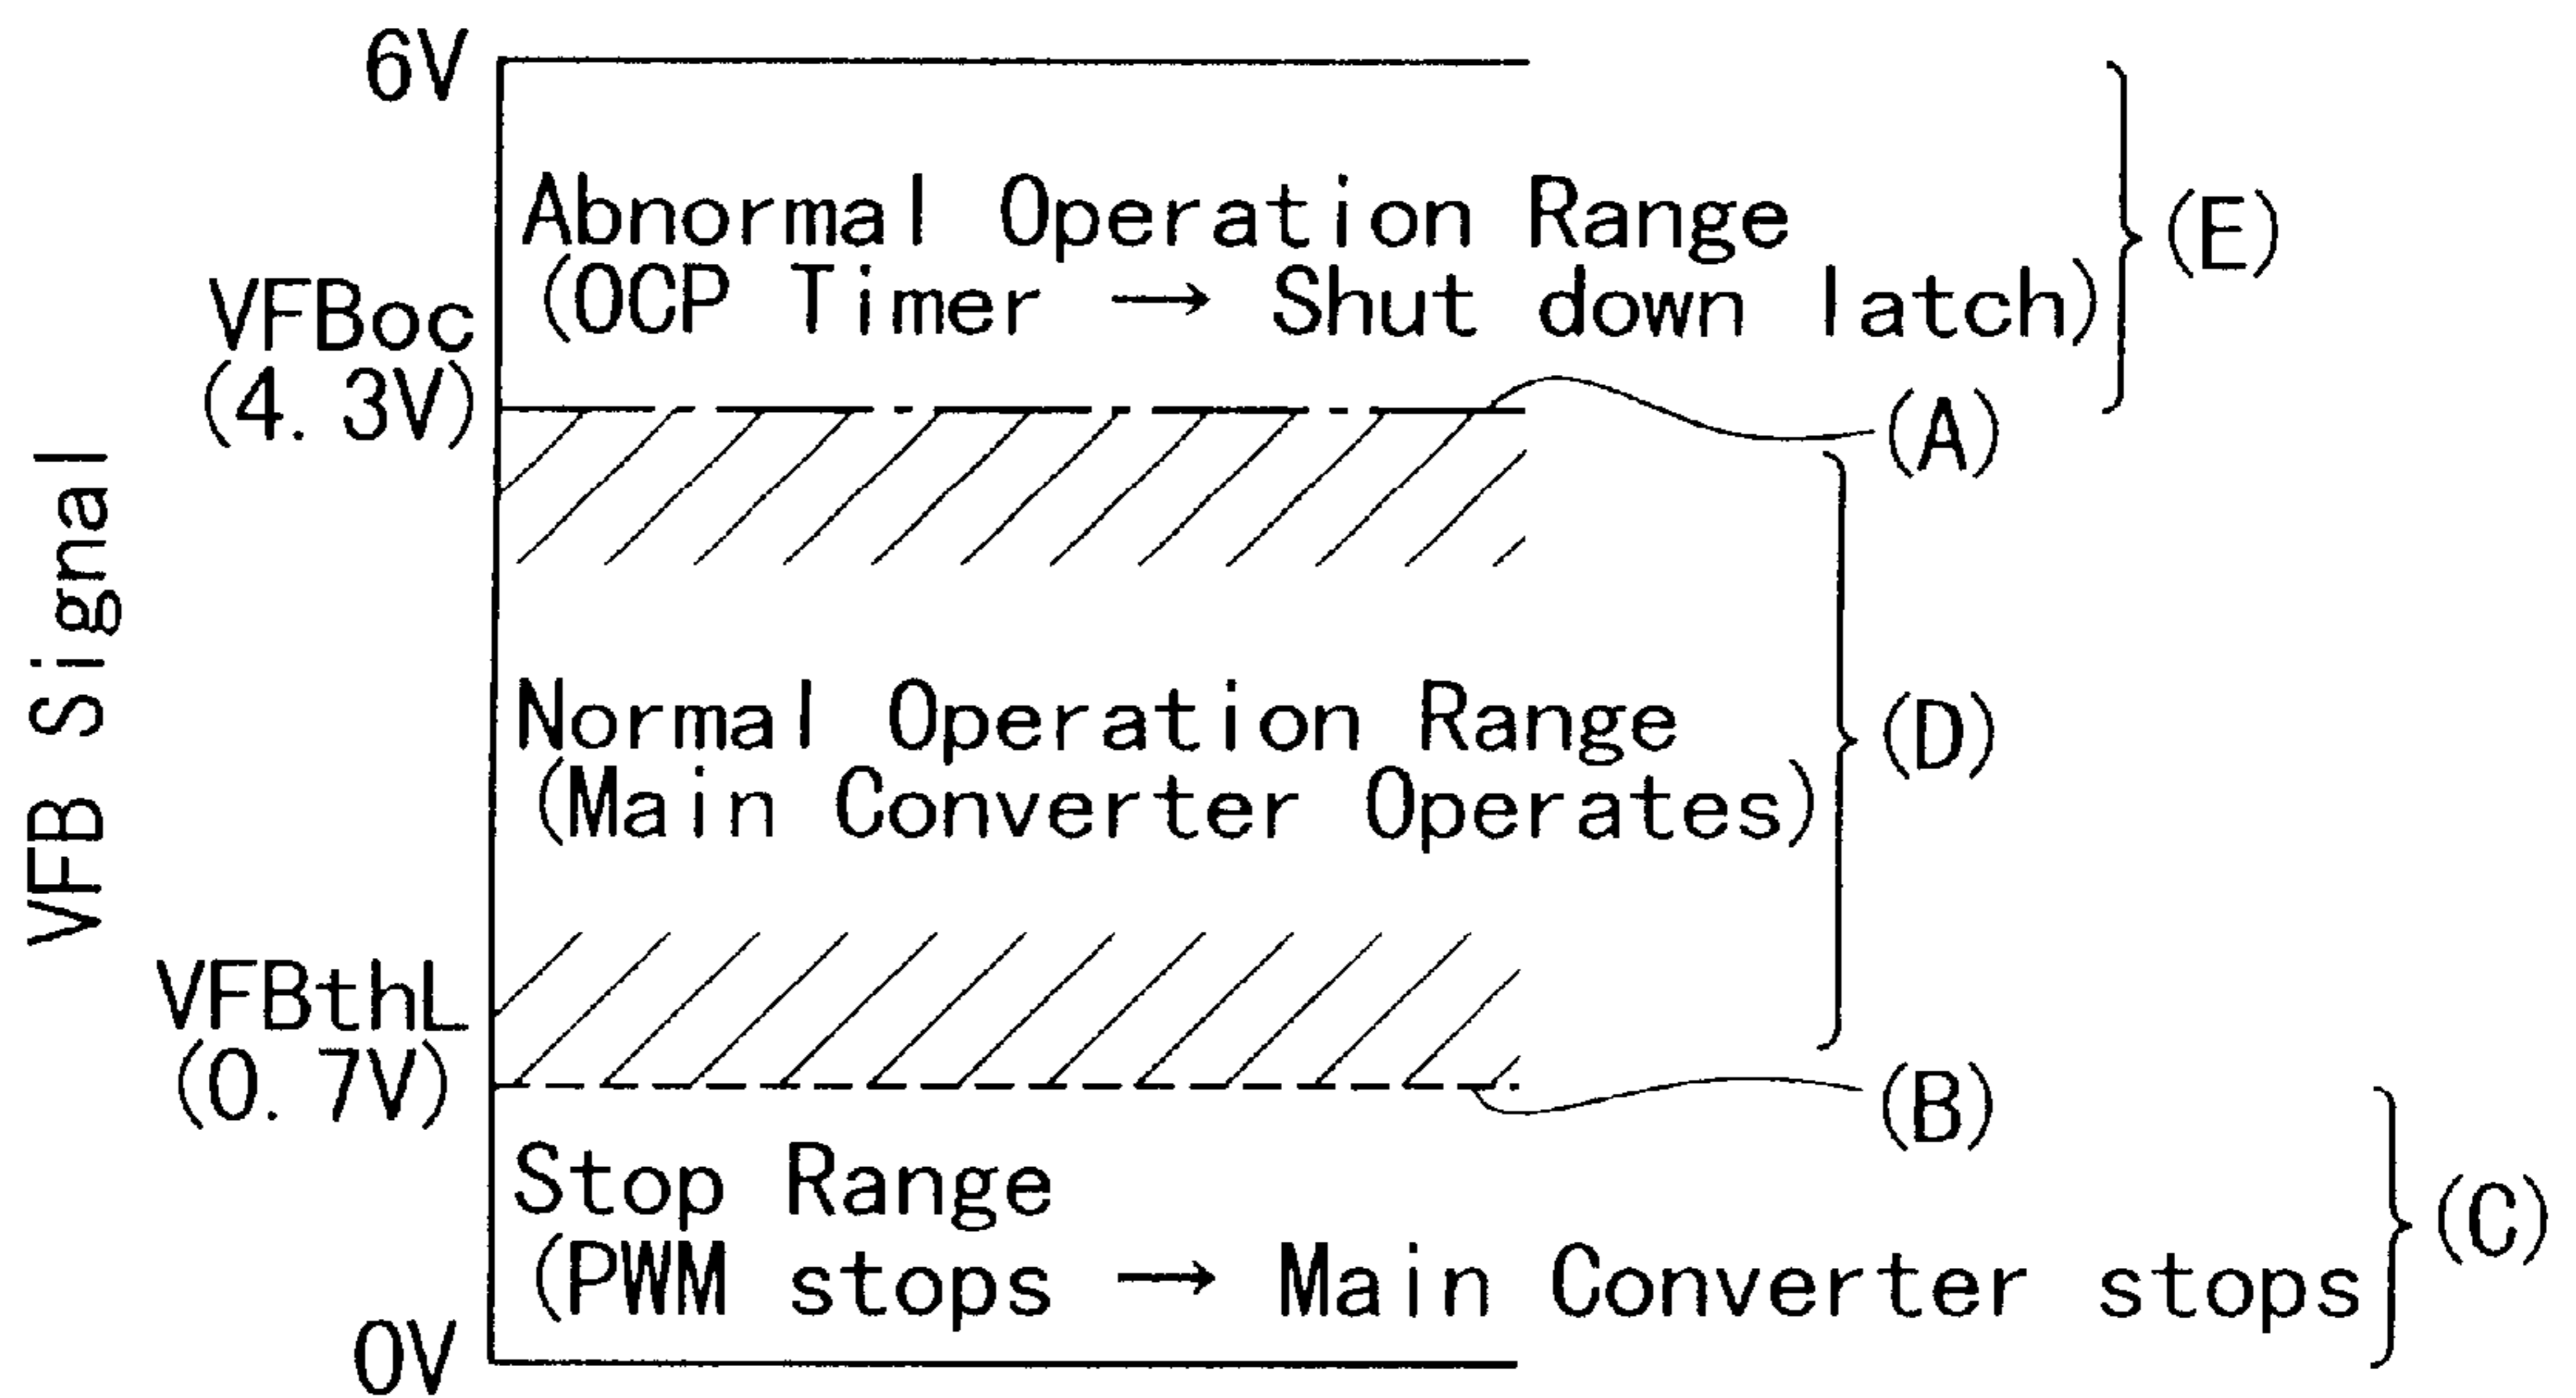 6V
Abnormal Operation Range
(OCP Timer → Shut down latch)
(E)
VFBoc
(4.3V)
(A)
VFB Signal
Normal Operation Range
(Main Converter Operates)
(D)
VFBthL
(0.7V)
(B)
Stop Range
(PWM stops → Main Converter stops
(C)
0V